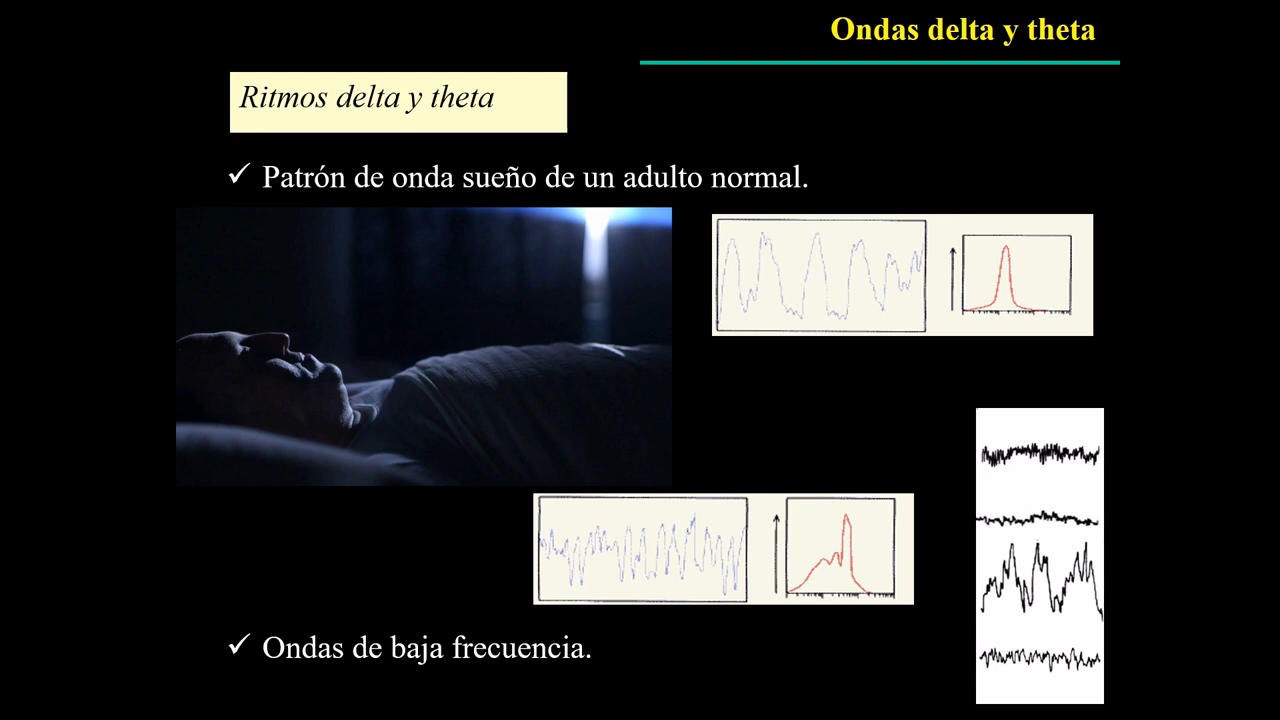 Ondas delta y theta
Ritmos delta y theta
✓ Patrón de onda sueño de un adulto normal.
✓ Ondas de baja frecuencia.